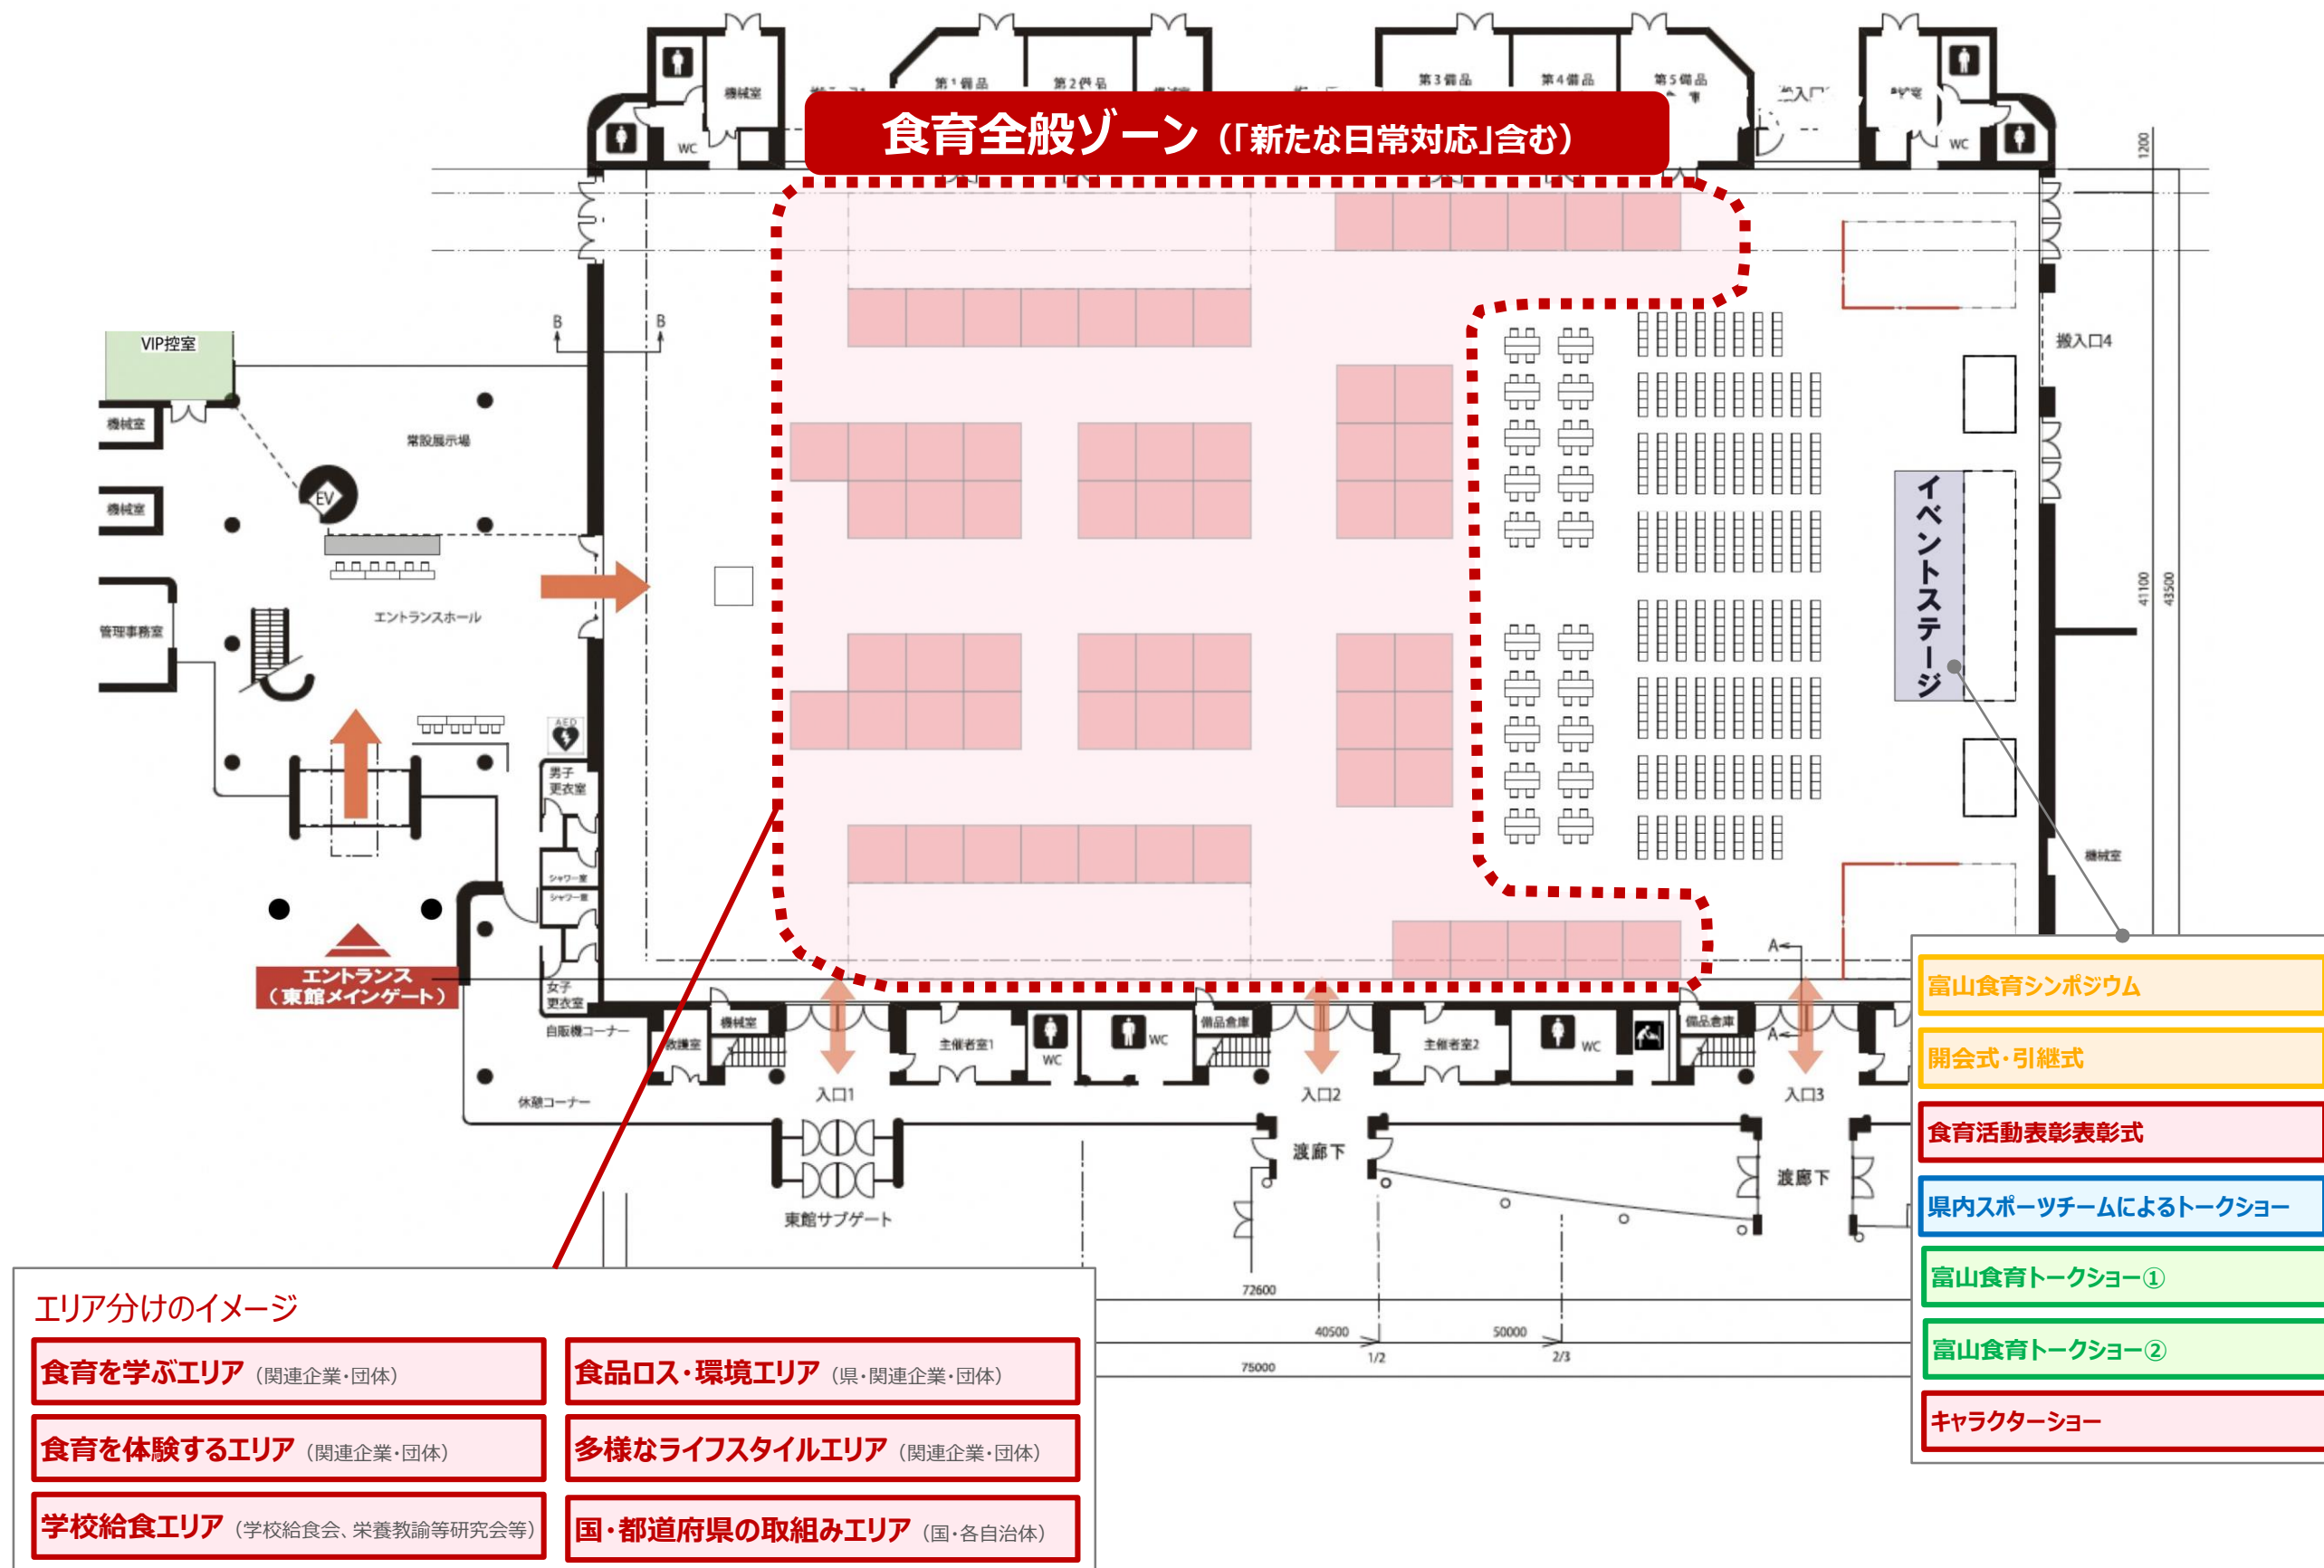 機械室
第1備品
第2備品
第3備品
第4備品
第5備品
WC
WC
食育全般ゾーン（「新たな日常対応」含む）
1200
B
B
VIP控室
機械室
常設展示場
EV
機械室
エントランスホール
管理事務室
搬入口4
イベントステージ
41100
43500
AED
男子
更衣室
シャワー室
シャワー室
女子
更衣室
機械室
エントランス
（東館メインゲート）
自販機コーナー
休憩コーナー
救護室
機械室
入口1
主催者室1
WC
WC
備品倉庫
入口2
主催者室2
WC
備品倉庫
A
A
入口3
渡廊下
渡廊下
東館サブゲート
72600
40500
50000
1/2
2/3
75000
富山食育シンポジウム
開会式・引継式
食育活動表彰表彰式
県内スポーツチームによるトークショー
富山食育トークショー①
富山食育トークショー②
キャラクターショー
エリア分けのイメージ
食育を学ぶエリア（関連企業・団体）
食品ロス・環境エリア（県・関連企業・団体）
食育を体験するエリア（関連企業・団体）
多様なライフスタイルエリア（関連企業・団体）
学校給食エリア（学校給食会、栄養教諭等研究会等）
国・都道府県の取組みエリア（国・各自治体）